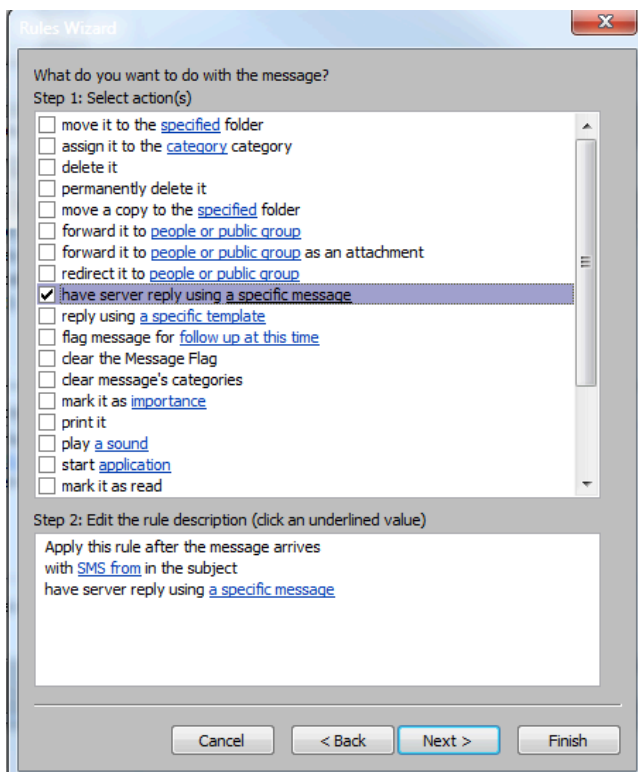 Rules Wizard
What do you want to do with the message?
Step 1: Select action(s)
move it to the specified folder
assign it to the category category
delete it
permanently delete it
move a copy to the specified folder
forward it to people or public group
forward it to people or public group as an attachment
redirect it to people or public group
have server reply using a specific message
reply using a specific template
flag message for follow up at this time
clear the Message Flag
clear message's categories
mark it as importance
print it
play a sound
start application
mark it as read
Step 2: Edit the rule description (click an underlined value)
Apply this rule after the message arrives
with SMS from in the subject
have server reply using a specific message
Cancel < Back Next > Finish